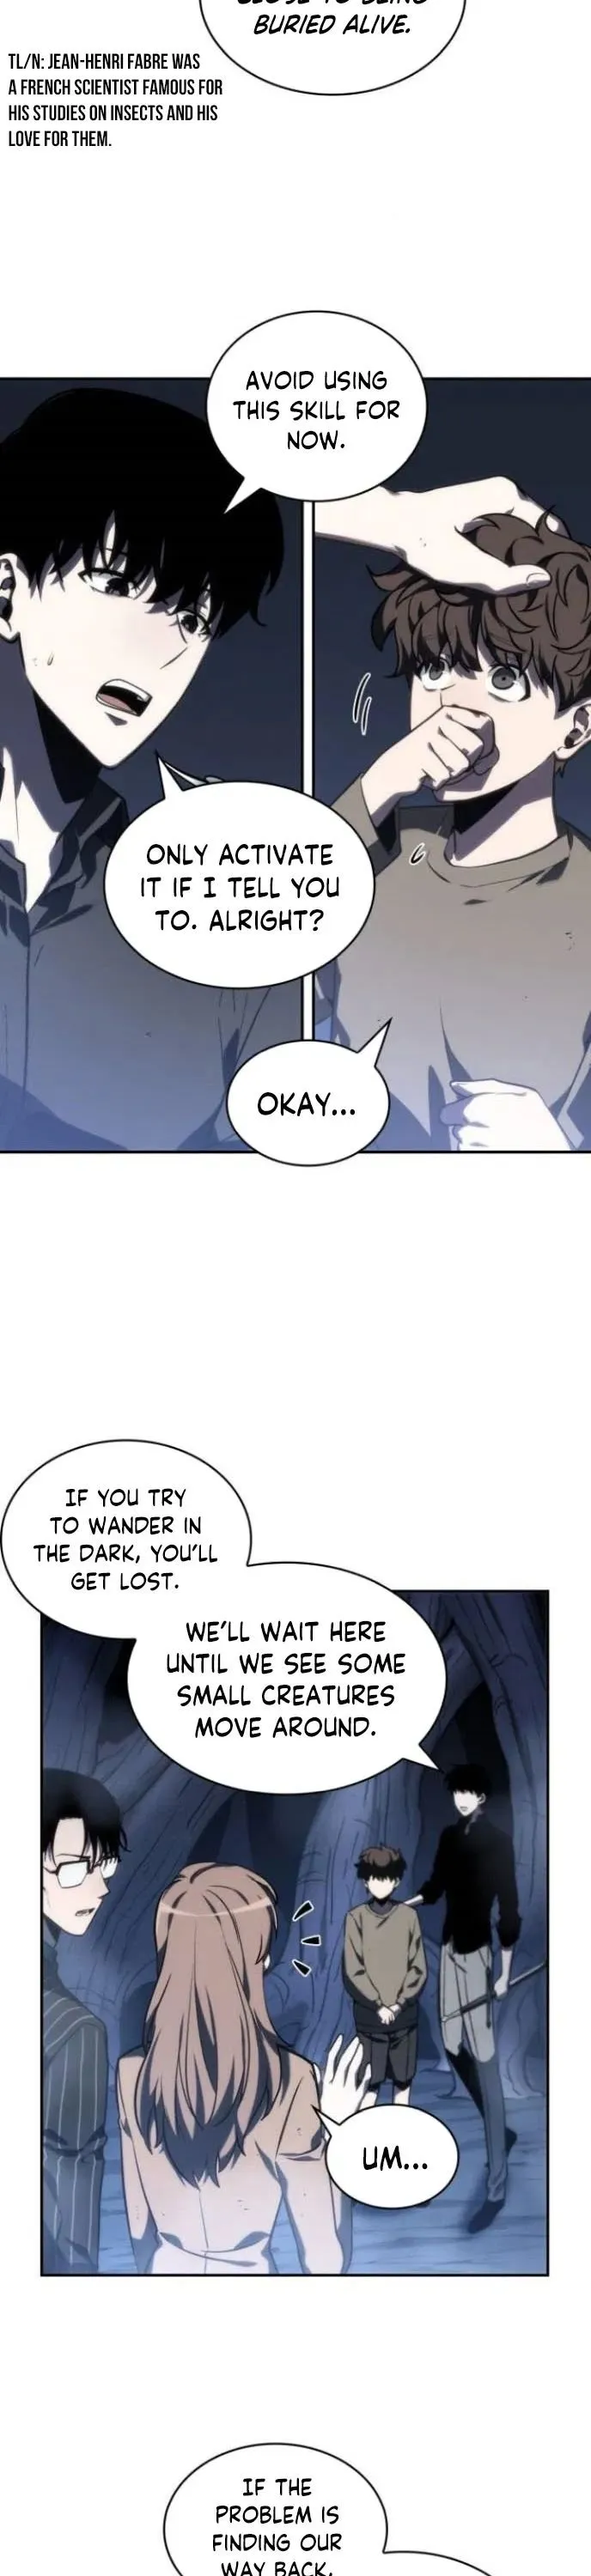 CLOSE TO BEING
BURIED ALIVE.
TL/N: JEAN-HENRI FABRE WAS
A FRENCH SCIENTIST FAMOUS FOR
HIS STUDIES ON INSECTS AND HIS
LOVE FOR THEM.
AVOID USING
THIS SKILL FOR
NOW.
ONLY ACTIVATE
IT IF I TELL YOU
TO. ALRIGHT?
OKAY...
IF YOU TRY
TO WANDER IN
THE DARK, YOU'LL
GET LOST.
WE'LL WAIT HERE
UNTIL WE SEE SOME
SMALL CREATURES
MOVE AROUND.
UM...
IF THE
PROBLEM IS
FINDING OUR
WAY BACK,